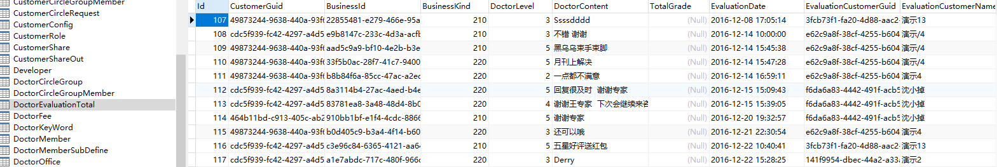 CustomerCircleGroupMember
CustomerCircleRequest
CustomerConfig
CustomerRole
CustomerShare
CustomerShareOut
Developer
DoctorCircleGroup
DoctorCircleGroupMember
DoctorEvaluationTotal
DoctorFee
DoctorKeyWord
DoctorMember
DoctorMemberSubDefine
DoctorOffice
Id CustomerGuid BusinessId BusinessKind DoctorLevel DoctorContent TotalGrade EvaluationDate EvaluationCustomerGuid EvaluationCustomerName
107 49873244-9638-440a-93f6 22855481-e279-466e-95a 210 3 Ssssdddd (Null) 2016-12-08 17:05:14 3fcb73f1-fa20-4d88-aac2 演示13
108 cdc5f939-fc42-4297-a4d5 e9b8147c-233c-4d3a-acfb 210 3 不错 谢谢 (Null) 2016-12-14 10:00:00 e62c9a8f-38cf-4255-b604 演示/4
109 49873244-9638-440a-93f6 aad5c9a9-bf10-4e2b-b3e 210 5 黑乌乌束手束脚 (Null) 2016-12-14 15:45:38 e62c9a8f-38cf-4255-b604 演示/4
110 49873244-9638-440a-93f6 33f5b0ac-28f7-41c7-9400 220 5 月刊上解决 (Null) 2016-12-14 15:47:28 e62c9a8f-38cf-4255-b604 演示/4
111 49873244-9638-440a-93f6 b8b84f6a-85cc-47ac-a2ec 220 2 一点都不满意 (Null) 2016-12-14 16:59:11 e62c9a8f-38cf-4255-b604 演示4
112 cdc5f939-fc42-4297-a4d5 8a3114b4-27ac-4aed-b4e 220 5 回复很及时 谢谢专家 (Null) 2016-12-15 15:09:43 f6da6a83-4442-491f-acb5 沈小掉
113 cdc5f939-fc42-4297-a4d5 83781ea8-3a48-48d4-8b0 220 4 谢谢王专家 下次会继续来咨 (Null) 2016-12-15 15:39:05 f6da6a83-4442-491f-acb5 沈小掉
114 464b11bd-c913-405c-ab2 910bb1bf-e1f4-4cdc-8866 210 5 谢谢专家 (Null) 2016-12-20 19:32:57 f6da6a83-4442-491f-acb5 沈小掉
115 49873244-9638-440a-93f6 b0d405c9-b3a4-4f14-b60 220 3 还可以哦 (Null) 2016-12-21 22:30:54 e62c9a8f-38cf-4255-b604 演示4
116 cdc5f939-fc42-4297-a4d5 c3e96c84-6365-4121-aa64 210 5 五星好评送红包 (Null) 2016-12-22 10:40:41 3fcb73f1-fa20-4d88-aac2 演示13
117 cdc5f939-fc42-4297-a4d5 a1e7abdc-717c-480f-966c 220 3 Derry (Null) 2016-12-22 15:28:25 141f9954-dbec-44a2-a33a 演示2